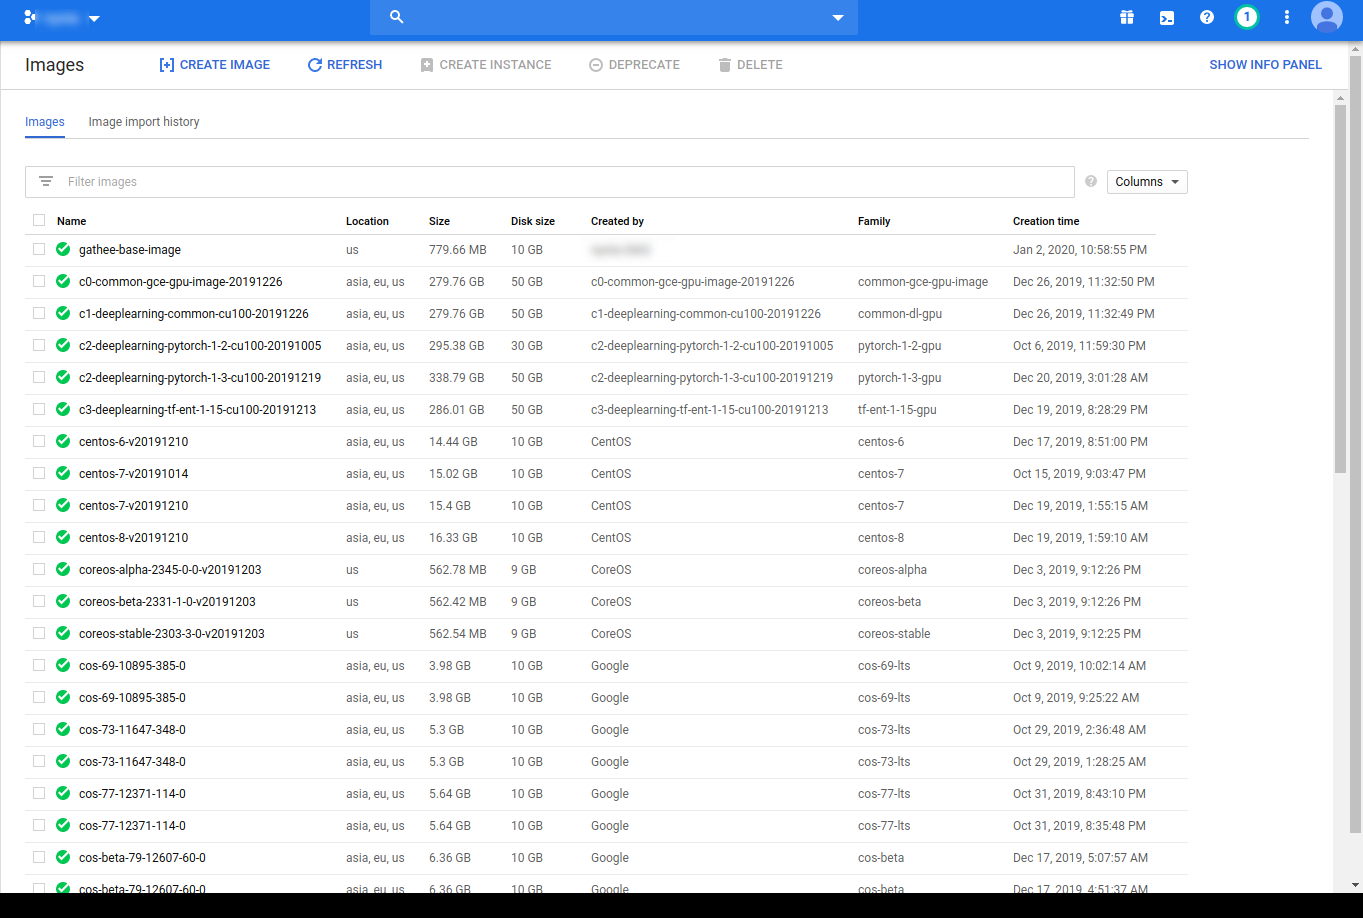 1
Images CREATE IMAGE REFRESH CREATE INSTANCE DEPRECATE DELETE SHOW INFO PANEL
Images Image import history
Filter images ? Columns
Name Location Size Disk size Created by Family Creation time
gathee-base-image us 779.66 MB 10 GB Jan 2, 2020, 10:58:55 PM
c0-common-gce-gpu-image-20191226 asia, eu, us 279.76 GB 50 GB c0-common-gce-gpu-image-20191226 common-gce-gpu-image Dec 26, 2019, 11:32:50 PM
c1-deeplearning-common-cu100-20191226 asia, eu, us 279.76 GB 50 GB c1-deeplearning-common-cu100-20191226 common-dl-gpu Dec 26, 2019, 11:32:49 PM
c2-deeplearning-pytorch-1-2-cu100-20191005 asia, eu, us 295.38 GB 30 GB c2-deeplearning-pytorch-1-2-cu100-20191005 pytorch-1-2-gpu Oct 6, 2019, 11:59:30 PM
c2-deeplearning-pytorch-1-3-cu100-20191219 asia, eu, us 338.79 GB 50 GB c2-deeplearning-pytorch-1-3-cu100-20191219 pytorch-1-3-gpu Dec 20, 2019, 3:01:28 AM
c3-deeplearning-tf-ent-1-15-cu100-20191213 asia, eu, us 286.01 GB 50 GB c3-deeplearning-tf-ent-1-15-cu100-20191213 tf-ent-1-15-gpu Dec 19, 2019, 8:28:29 PM
centos-6-v20191210 asia, eu, us 14.44 GB 10 GB CentOS centos-6 Dec 17, 2019, 8:51:00 PM
centos-7-v20191014 asia, eu, us 15.02 GB 10 GB CentOS centos-7 Oct 15, 2019, 9:03:47 PM
centos-7-v20191210 asia, eu, us 15.4 GB 10 GB CentOS centos-7 Dec 19, 2019, 1:55:15 AM
centos-8-v20191210 asia, eu, us 16.33 GB 10 GB CentOS centos-8 Dec 19, 2019, 1:59:10 AM
coreos-alpha-2345-0-0-v20191203 us 562.78 MB 9 GB CoreOS coreos-alpha Dec 3, 2019, 9:12:26 PM
coreos-beta-2331-1-0-v20191203 us 562.42 MB 9 GB CoreOS coreos-beta Dec 3, 2019, 9:12:26 PM
coreos-stable-2303-3-0-v20191203 us 562.54 MB 9 GB CoreOS coreos-stable Dec 3, 2019, 9:12:25 PM
cos-69-10895-385-0 asia, eu, us 3.98 GB 10 GB Google cos-69-lts Oct 9, 2019, 10:02:14 AM
cos-69-10895-385-0 asia, eu, us 3.98 GB 10 GB Google cos-69-lts Oct 9, 2019, 9:25:22 AM
cos-73-11647-348-0 asia, eu, us 5.3 GB 10 GB Google cos-73-lts Oct 29, 2019, 2:36:48 AM
cos-73-11647-348-0 asia, eu, us 5.3 GB 10 GB Google cos-73-lts Oct 29, 2019, 1:28:25 AM
cos-77-12371-114-0 asia, eu, us 5.64 GB 10 GB Google cos-77-lts Oct 31, 2019, 8:43:10 PM
cos-77-12371-114-0 asia, eu, us 5.64 GB 10 GB Google cos-77-lts Oct 31, 2019, 8:35:48 PM
cos-beta-79-12607-60-0 asia, eu, us 6.36 GB 10 GB Google cos-beta Dec 17, 2019, 5:07:57 AM
cos-beta-79-12607-60-0 asia, eu, us 6.36 GB 10 GB Google cos-beta Dec 17, 2019, 4:51:37 AM